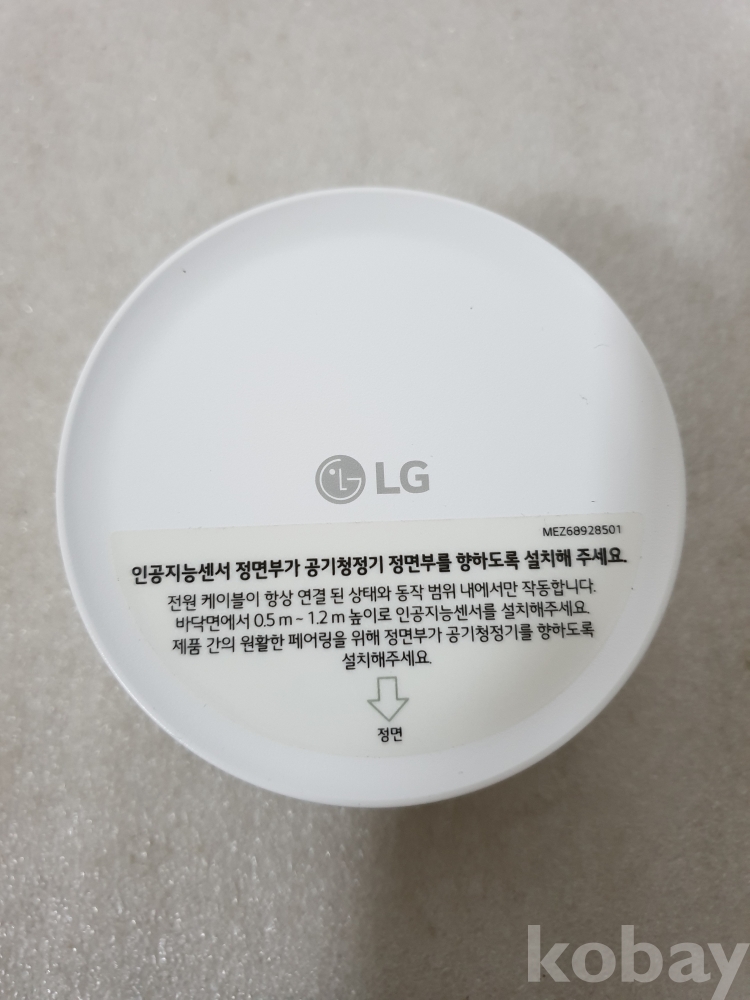 LG
MEZ68928501
인공지능센서 정면부가 공기청정기 정면부를 향하도록 설치해 주세요.
전원 케이블이 항상 연결 된 상태와 동작 범위 내에서만 작동합니다.
바닥면에서 0.5 m ~ 1.2 m 높이로 인공지능센서를 설치해주세요.
제품 간의 원활한 페어링을 위해 정면부가 공기청정기를 향하도록
설치해주세요.
정면
kobay